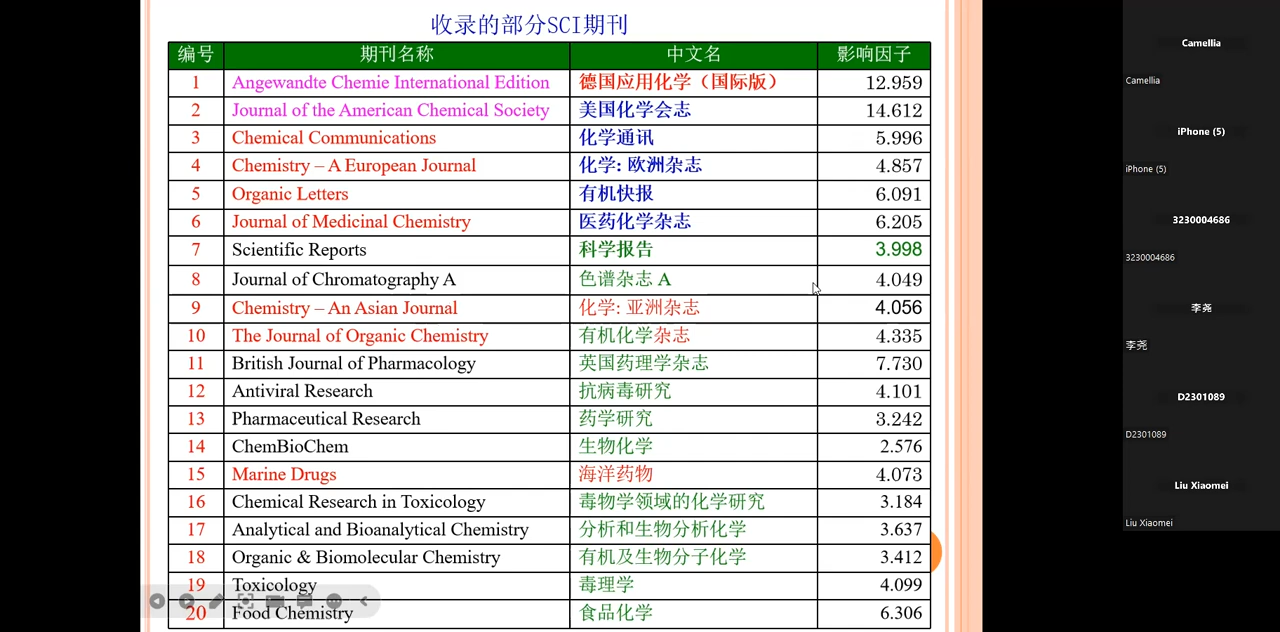 收录的部分SCI期刊
编号 期刊名称 中文名 影响因子
1 Angewandte Chemie International Edition 德国应用化学（国际版） 12.959
2 Journal of the American Chemical Society 美国化学会志 14.612
3 Chemical Communications 化学通讯 5.996
4 Chemistry – A European Journal 化学: 欧洲杂志 4.857
5 Organic Letters 有机快报 6.091
6 Journal of Medicinal Chemistry 医药化学杂志 6.205
7 Scientific Reports 科学报告 3.998
8 Journal of Chromatography A 色谱杂志 A 4.049
9 Chemistry – An Asian Journal 化学: 亚洲杂志 4.056
10 The Journal of Organic Chemistry 有机化学杂志 4.335
11 British Journal of Pharmacology 英国药理学杂志 7.730
12 Antiviral Research 抗病毒研究 4.101
13 Pharmaceutical Research 药学研究 3.242
14 ChemBioChem 生物化学 2.576
15 Marine Drugs 海洋药物 4.073
16 Chemical Research in Toxicology 毒物学领域的化学研究 3.184
17 Analytical and Bioanalytical Chemistry 分析和生物分析化学 3.637
18 Organic & Biomolecular Chemistry 有机及生物分子化学 3.412
19 Toxicology 毒理学 4.099
20 Food Chemistry 食品化学 6.306
Camellia
Camellia
iPhone (5)
iPhone (5)
3230004686
3230004686
李尧
李尧
D2301089
D2301089
Liu Xiaomei
Liu Xiaomei